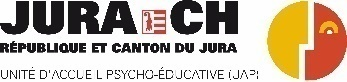 JURA CH
RÉPUBLIQUE ET CANTON DU JURA
UNITÉ D'ACCUEIL PSYCHO-ÉDUCATIVE (UAP)